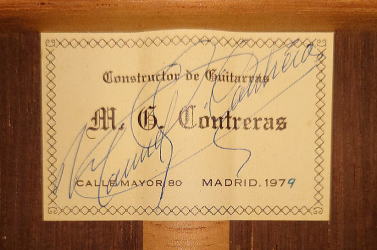 Constructor de Guitarras
M. G. Contreras
CALLE MAYOR, 80 MADRID, 1979